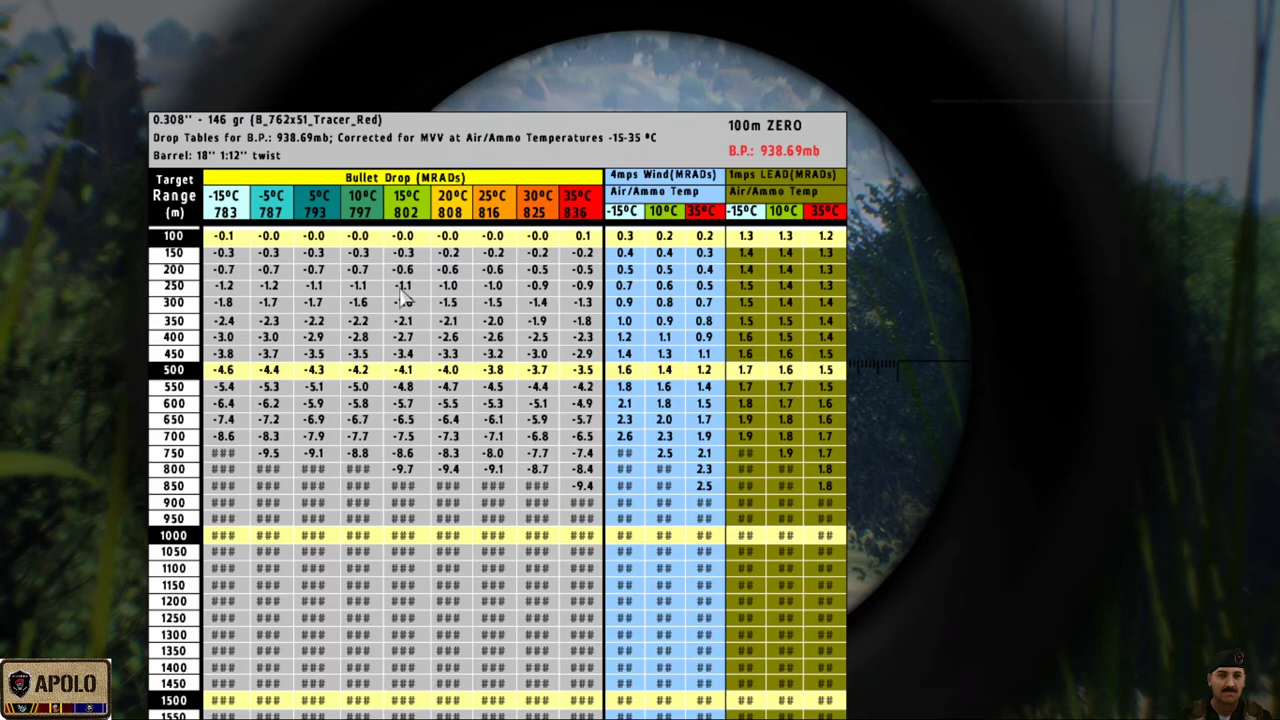 0.308'' - 146 gr (B_762x51_Tracer_Red)
Drop Tables for B.P.: 938.69mb; Corrected for MVV at Air/Ammo Temperatures -15-35 ºC
Barrel: 18'' 1:12'' twist
100m ZERO
B.P.: 938.69mb
Target Range (m)
Bullet Drop (MRADs)
4mps Wind(MRADs)
1mps LEAD(MRADs)
Air/Ammo Temp
Air/Ammo Temp
-15ºC -5ºC 5ºC 10ºC 15ºC 20ºC 25ºC 30ºC 35ºC -15ºC 10ºC 35ºC -15ºC 10ºC 35ºC
783 787 793 797 802 808 816 825 836
100 -0.1 -0.0 -0.0 -0.0 -0.0 -0.0 -0.0 -0.0 0.1 0.3 0.2 0.2 1.3 1.3 1.2
150 -0.3 -0.3 -0.3 -0.3 -0.3 -0.2 -0.2 -0.2 -0.2 0.4 0.4 0.3 1.4 1.4 1.3
200 -0.7 -0.7 -0.7 -0.7 -0.6 -0.6 -0.6 -0.5 -0.5 0.5 0.5 0.4 1.4 1.4 1.3
250 -1.2 -1.2 -1.1 -1.1 -1.1 -1.0 -1.0 -0.9 -0.9 0.7 0.6 0.5 1.5 1.4 1.3
300 -1.8 -1.7 -1.7 -1.6 -1.5 -1.5 -1.4 -1.3 0.9 0.8 0.7 1.5 1.4 1.4
350 -2.4 -2.3 -2.2 -2.2 -2.1 -2.1 -2.0 -1.9 -1.8 1.0 0.9 0.8 1.5 1.5 1.4
400 -3.0 -3.0 -2.9 -2.8 -2.7 -2.6 -2.6 -2.5 -2.3 1.2 1.1 0.9 1.6 1.5 1.4
450 -3.8 -3.7 -3.5 -3.5 -3.4 -3.3 -3.2 -3.0 -2.9 1.4 1.3 1.1 1.6 1.6 1.5
500 -4.6 -4.4 -4.3 -4.2 -4.1 -4.0 -3.8 -3.7 -3.5 1.6 1.4 1.2 1.7 1.6 1.5
550 -5.4 -5.3 -5.1 -5.0 -4.8 -4.7 -4.5 -4.4 -4.2 1.8 1.6 1.4 1.7 1.7 1.5
600 -6.4 -6.2 -5.9 -5.8 -5.7 -5.5 -5.3 -5.1 -4.9 2.1 1.8 1.5 1.8 1.7 1.6
650 -7.4 -7.2 -6.9 -6.7 -6.5 -6.4 -6.1 -5.9 -5.7 2.3 2.0 1.7 1.9 1.8 1.6
700 -8.6 -8.3 -7.9 -7.7 -7.5 -7.3 -7.1 -6.8 -6.5 2.6 2.3 1.9 1.9 1.8 1.7
750 ### -9.5 -9.1 -8.8 -8.6 -8.3 -8.0 -7.7 -7.4 ## 2.5 2.1 ## 1.9 1.7
800 ### ### ### ### -9.7 -9.4 -9.1 -8.7 -8.4 ## ## 2.3 ## ## 1.8
850 ### ### ### ### ### ### ### ### -9.4 ## ## 2.5 ## ## 1.8
900 ### ### ### ### ### ### ### ### ### ## ## ## ## ## ##
950 ### ### ### ### ### ### ### ### ### ## ## ## ## ## ##
1000 ### ### ### ### ### ### ### ### ### ## ## ## ## ## ##
1050 ### ### ### ### ### ### ### ### ### ## ## ## ## ## ##
1100 ### ### ### ### ### ### ### ### ### ## ## ## ## ## ##
1150 ### ### ### ### ### ### ### ### ### ## ## ## ## ## ##
1200 ### ### ### ### ### ### ### ### ### ## ## ## ## ## ##
1250 ### ### ### ### ### ### ### ### ### ## ## ## ## ## ##
1300 ### ### ### ### ### ### ### ### ### ## ## ## ## ## ##
1350 ### ### ### ### ### ### ### ### ### ## ## ## ## ## ##
1400 ### ### ### ### ### ### ### ### ### ## ## ## ## ## ##
1450 ### ### ### ### ### ### ### ### ### ## ## ## ## ## ##
1500 ### ### ### ### ### ### ### ### ### ## ## ## ## ## ##
1550 ### ### ### ### ### ### ### ### ### ## ## ## ## ## ##
APOLO